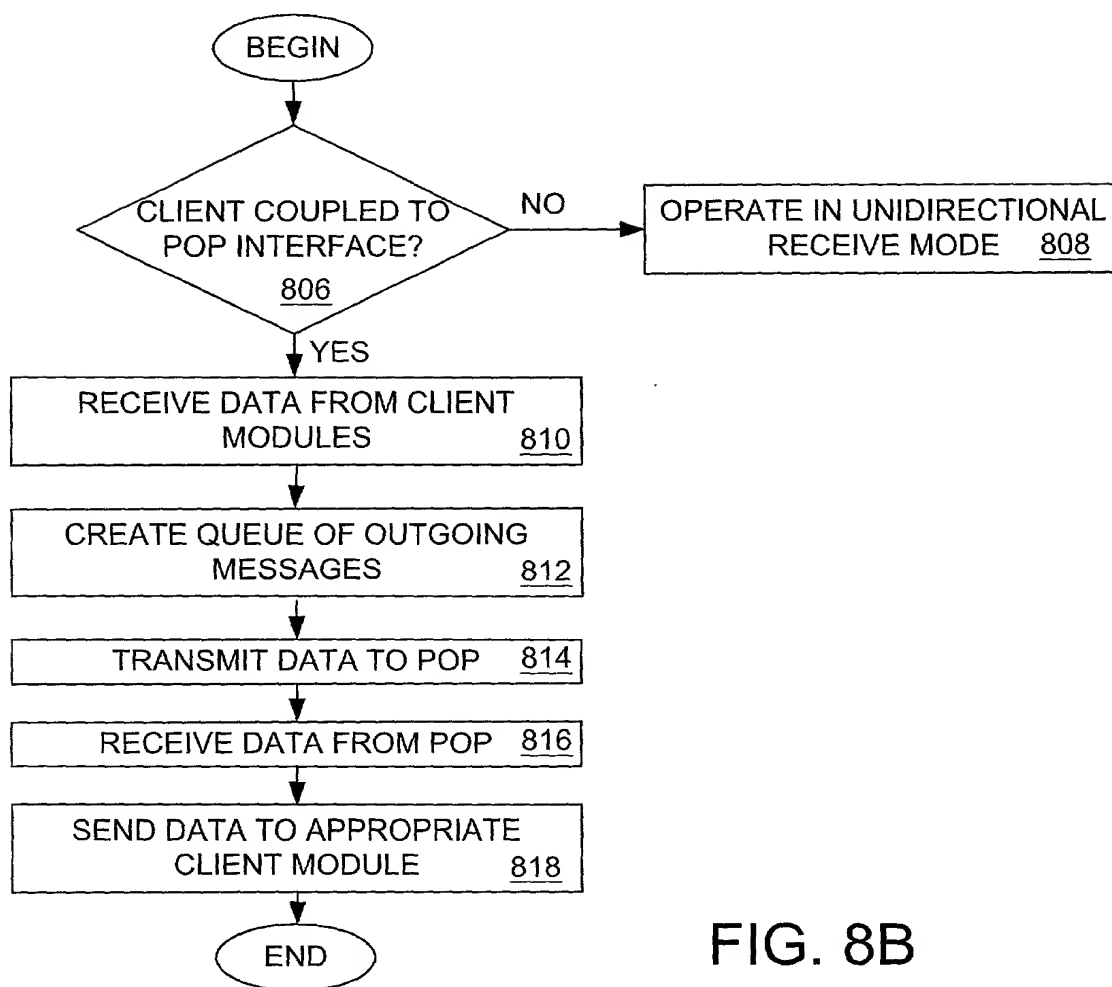 BEGIN
CLIENT COUPLED TO
POP INTERFACE?
806
NO
OPERATE IN UNIDIRECTIONAL
RECEIVE MODE 808
YES
RECEIVE DATA FROM CLIENT
MODULES 810
CREATE QUEUE OF OUTGOING
MESSAGES 812
TRANSMIT DATA TO POP 814
RECEIVE DATA FROM POP 816
SEND DATA TO APPROPRIATE
CLIENT MODULE 818
END
FIG. 8B